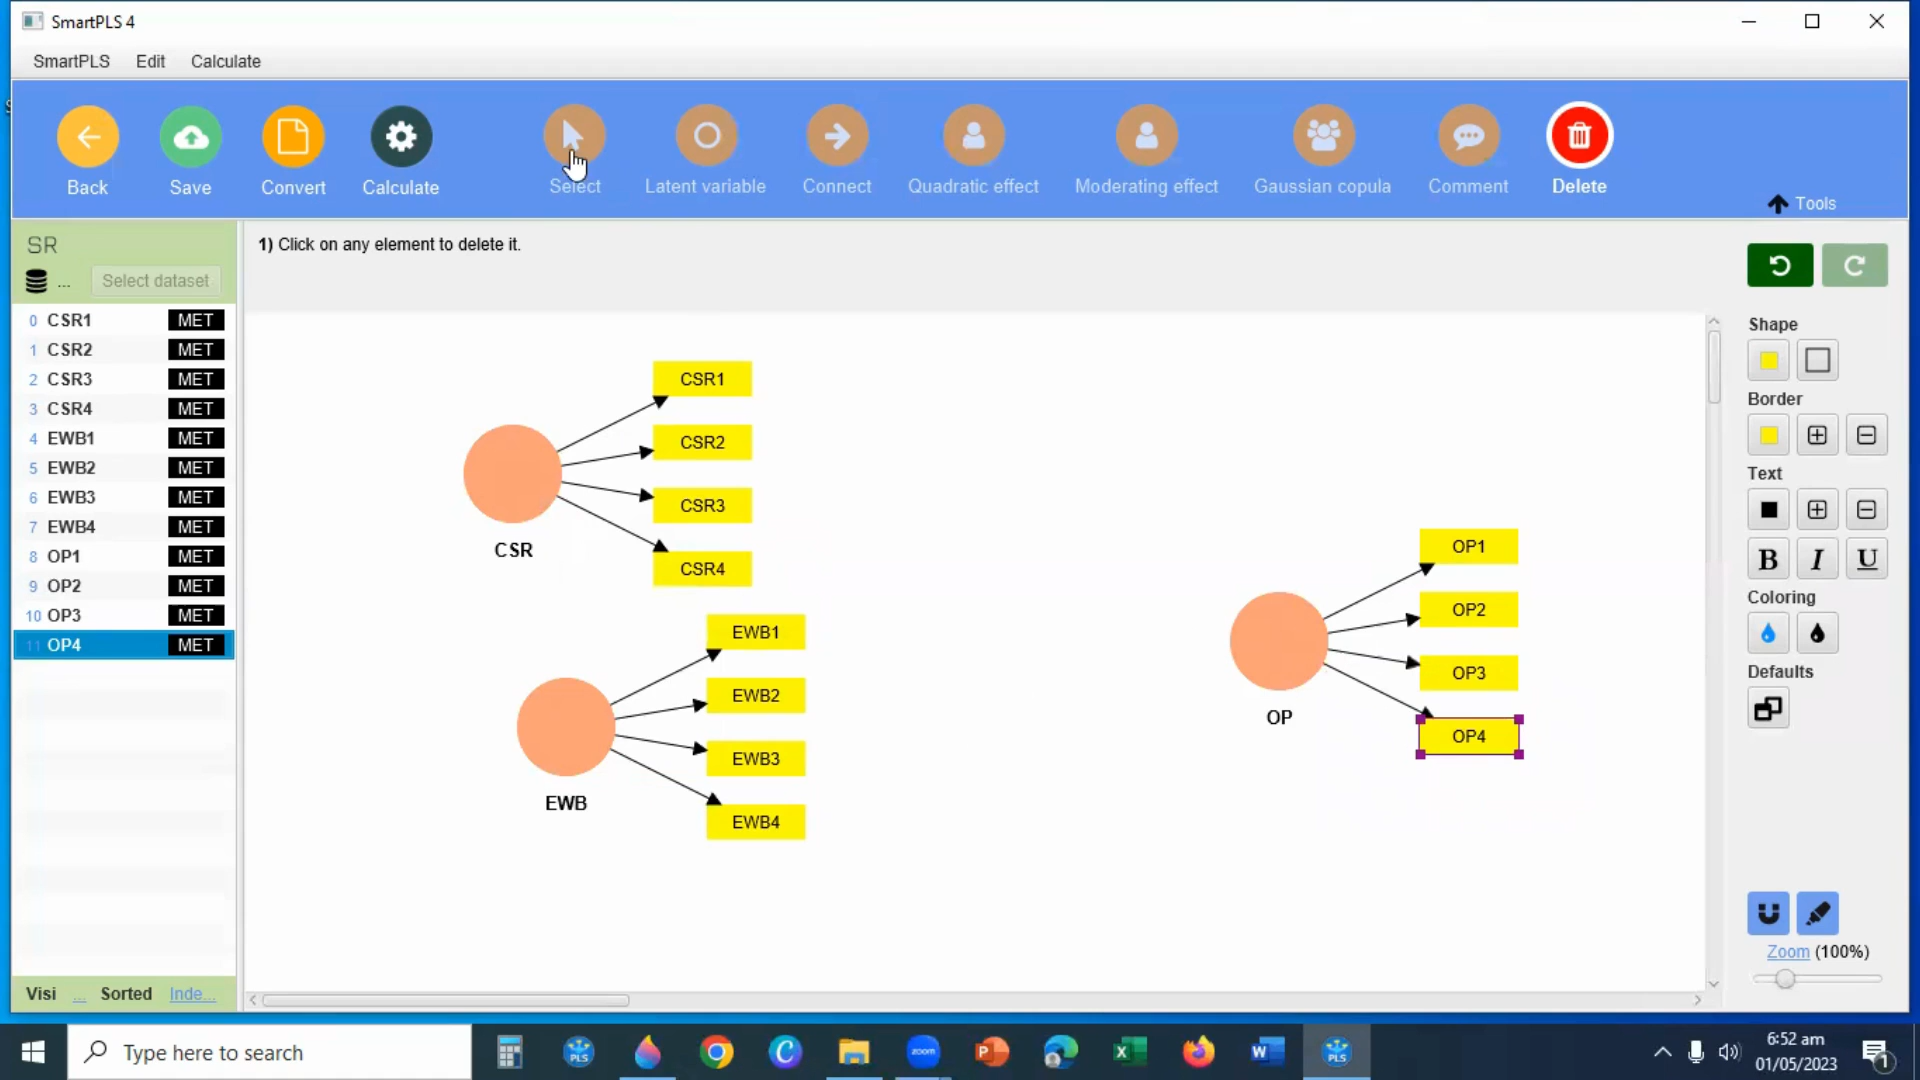 SmartPLS 4
SmartPLS Edit Calculate
Back Save Convert Calculate Select Latent variable Connect Quadratic effect Moderating effect Gaussian copula Comment Delete
Tools
SR
... Select dataset
1) Click on any element to delete it.
0 CSR1 MET
1 CSR2 MET
2 CSR3 MET
3 CSR4 MET
4 EWB1 MET
5 EWB2 MET
6 EWB3 MET
7 EWB4 MET
8 OP1 MET
9 OP2 MET
10 OP3 MET
11 OP4 MET
Visi ... Sorted Inde...
CSR1
CSR2
CSR3
CSR4
CSR
EWB1
EWB2
EWB3
EWB4
EWB
OP1
OP2
OP3
OP4
OP
Shape
Border
Text
B I U
Coloring
Defaults
Zoom (100%)
Type here to search
PLS
zoom
PLS
6:52 am
01/05/2023
1